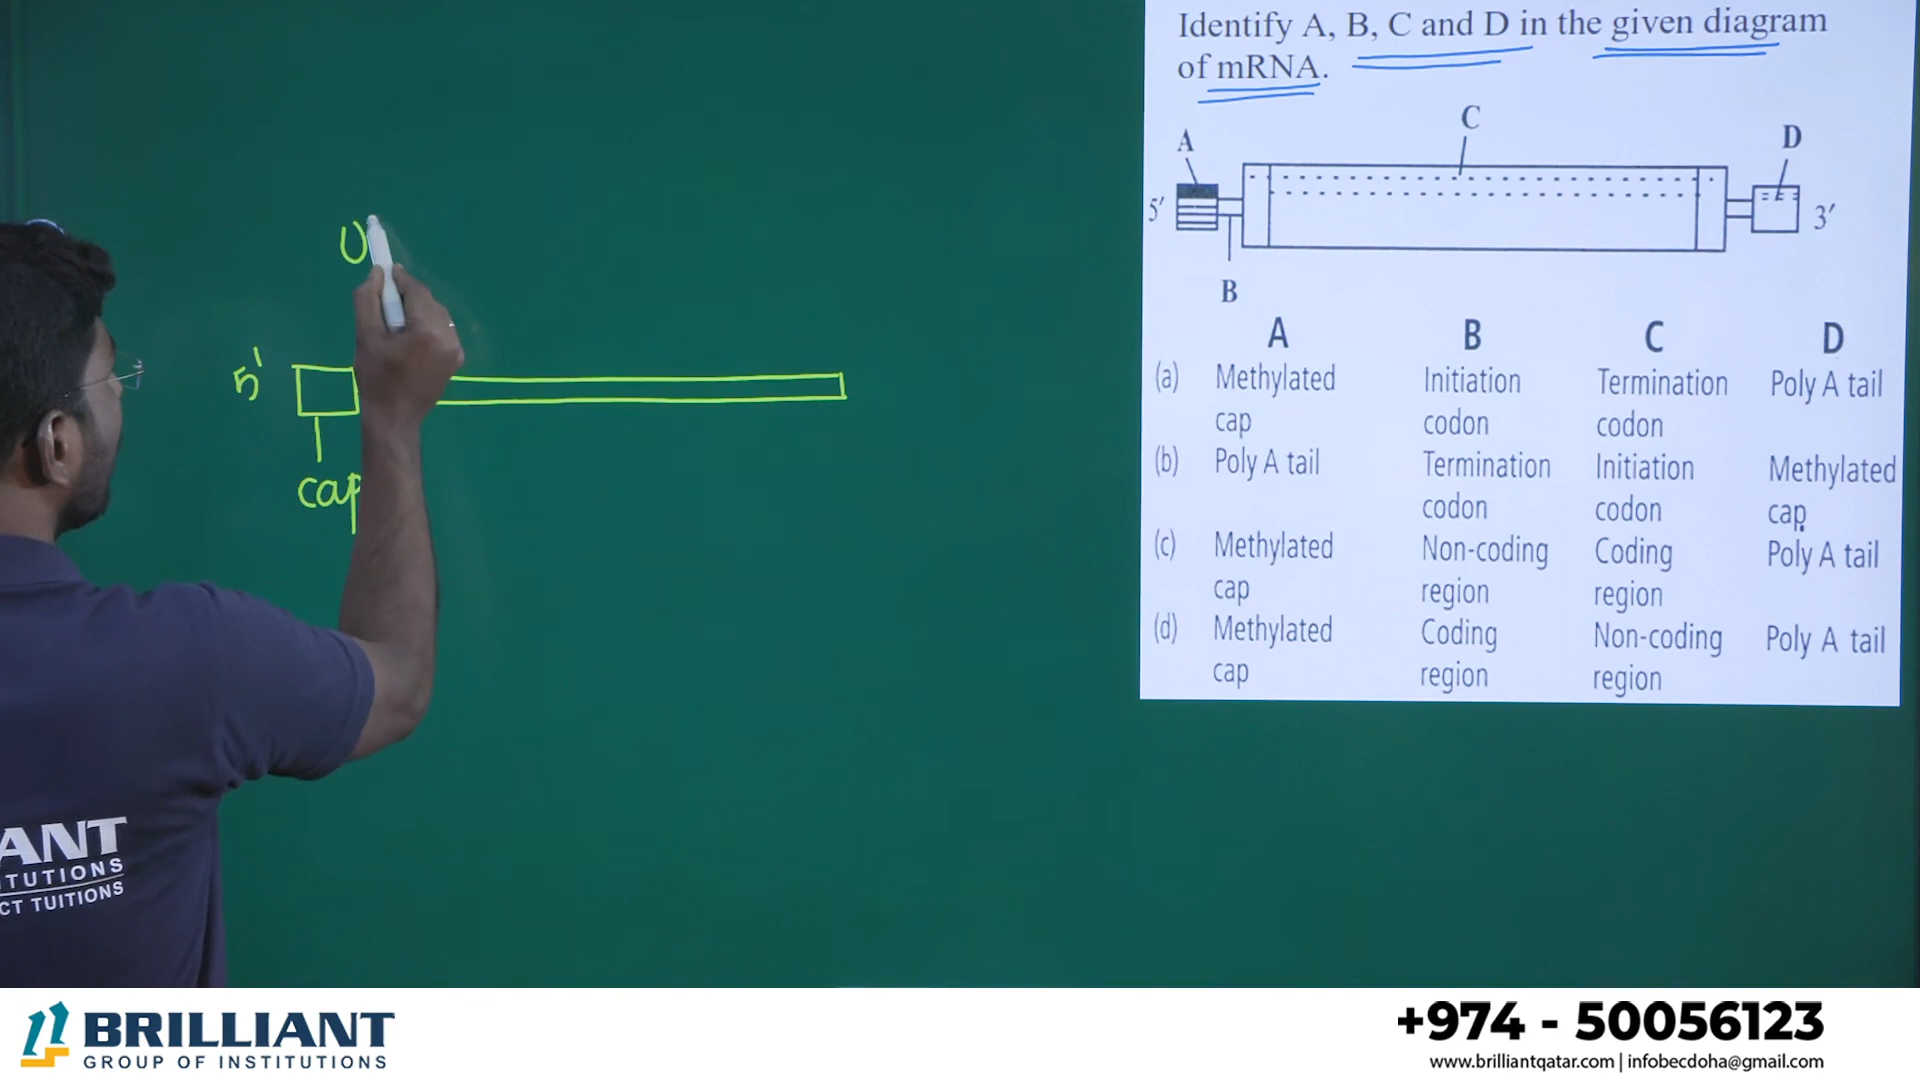 Identify A, B, C and D in the given diagram
of mRNA.
C
A
D
5'
3'
B
A B C D
(a) Methylated cap Initiation codon Termination codon Poly A tail
(b) Poly A tail Termination codon Initiation codon Methylated cap
(c) Methylated cap Non-coding region Coding region Poly A tail
(d) Methylated cap Coding region Non-coding region Poly A tail
U
5'
cap
ANT
TUTIONS
CT TUITIONS
BRILLIANT
GROUP OF INSTITUTIONS
+974 - 50056123
www.brilliantqatar.com | infobecdoha@gmail.com